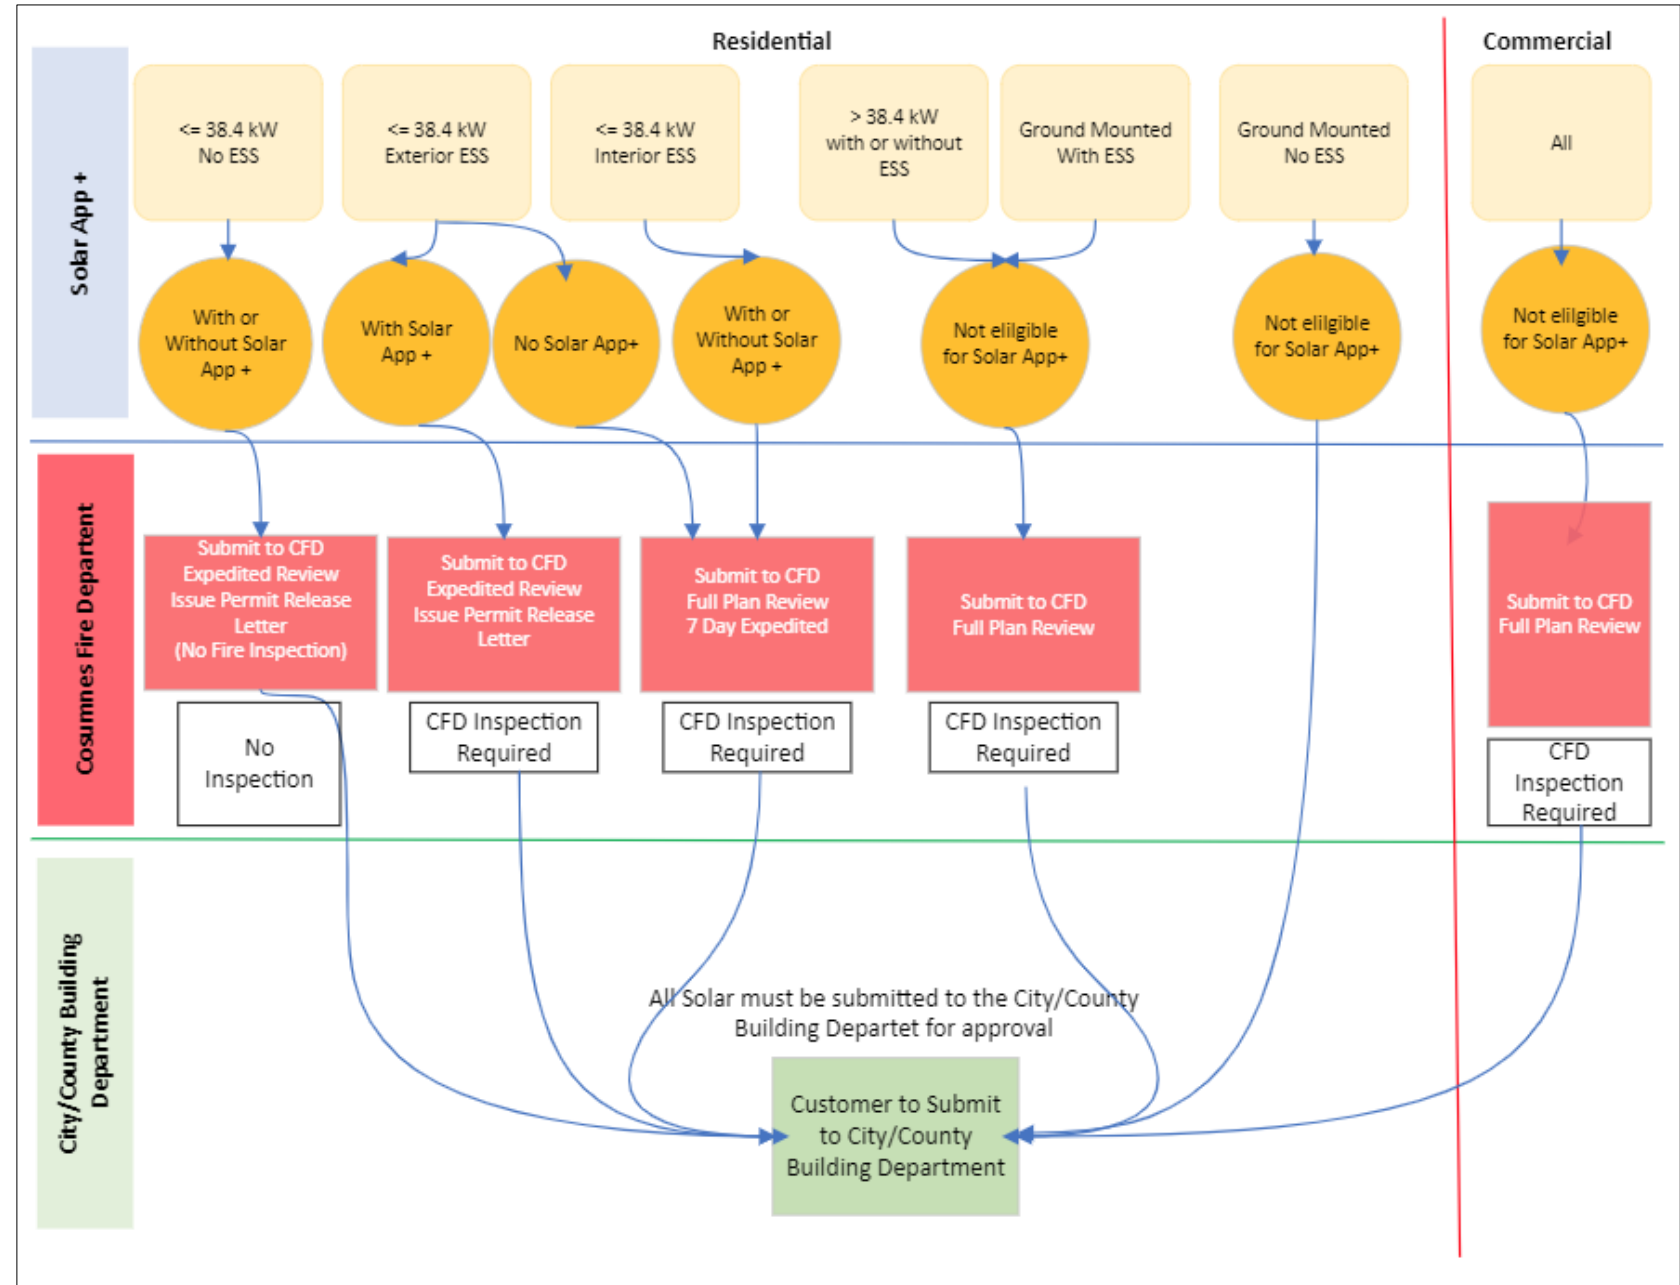 Residential
Commercial
Solar App +
<= 38.4 kW
No ESS
<= 38.4 kW
Exterior ESS
<= 38.4 kW
Interior ESS
> 38.4 kW
with or without
ESS
Ground Mounted
With ESS
Ground Mounted
No ESS
All
With or
Without Solar
App +
With Solar
App +
No Solar App+
With or
Without Solar
App +
Not elilgible
for Solar App+
Not elilgible
for Solar App+
Not elilgible
for Solar App+
Cosumnes Fire Departent
Submit to CFD
Expedited Review
Issue Permit Release
Letter
(No Fire Inspection)
Submit to CFD
Expedited Review
Issue Permit Release
Letter
Submit to CFD
Full Plan Review
7 Day Expedited
Submit to CFD
Full Plan Review
Submit to CFD
Full Plan Review
No
Inspection
CFD Inspection
Required
CFD Inspection
Required
CFD Inspection
Required
CFD
Inspection
Required
City/County Building
Department
All Solar must be submitted to the City/County
Building Departet for approval
Customer to Submit
to City/County
Building Department